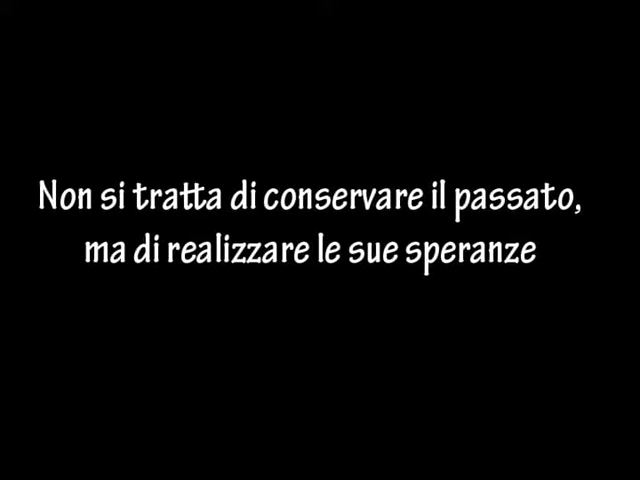 Non si tratta di conservare il passato,
ma di realizzare le sue speranze